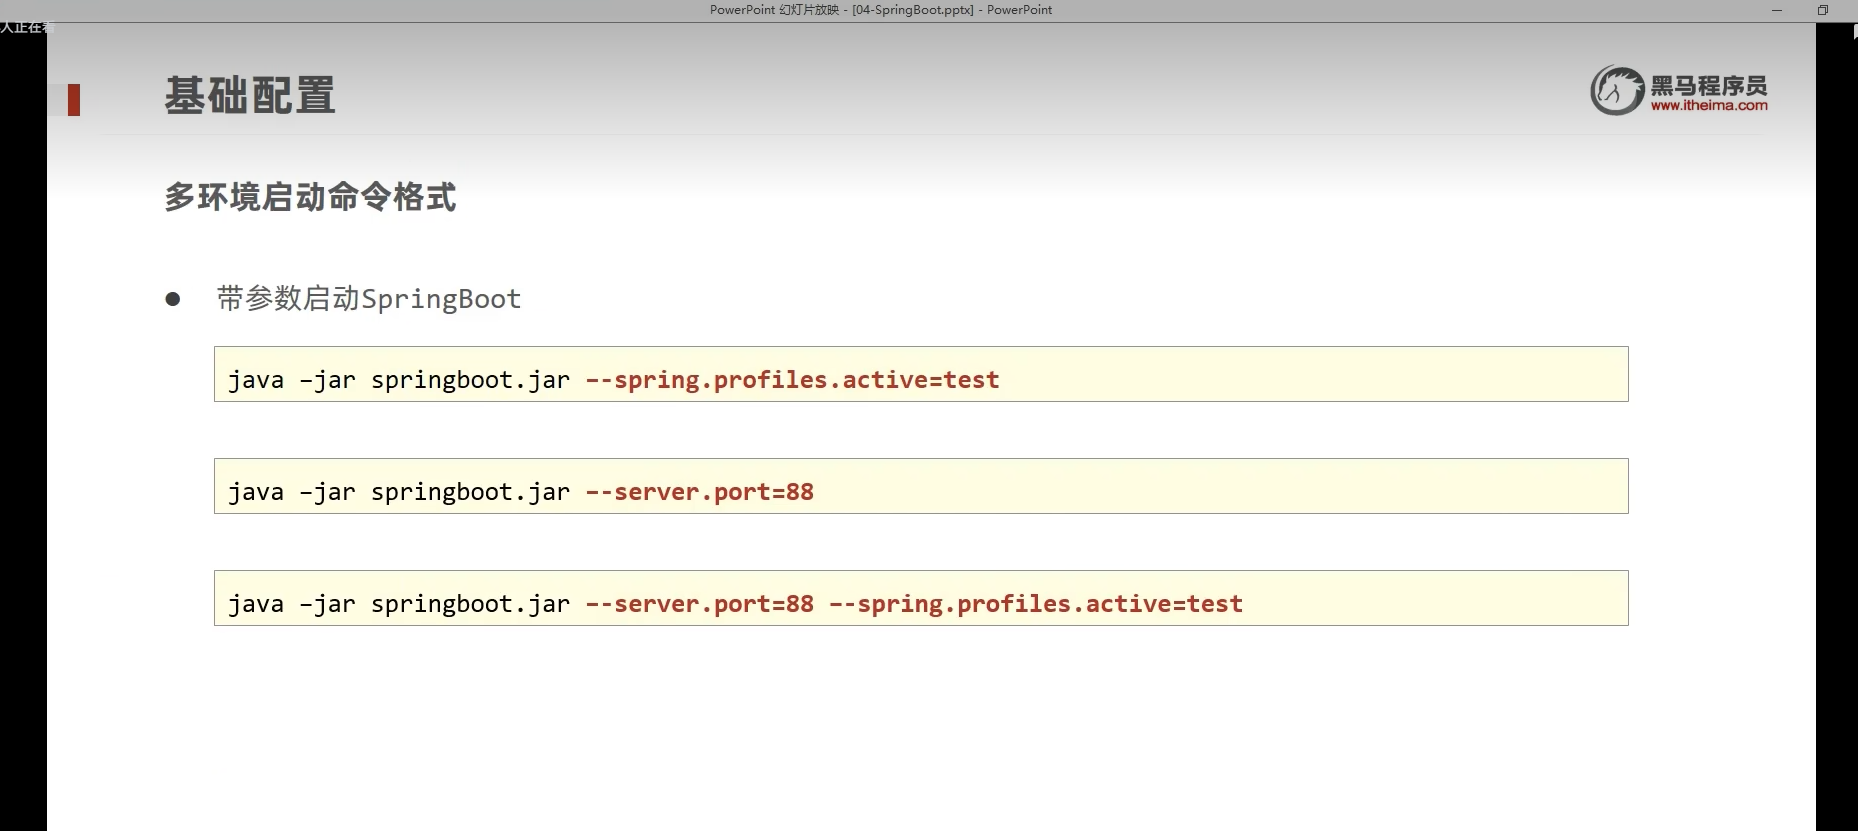 PowerPoint 幻灯片放映 - [04-SpringBoot.pptx] - PowerPoint
人正在看
基础配置
黑马程序员
www.itheima.com
多环境启动命令格式
● 带参数启动SpringBoot
java –jar springboot.jar --spring.profiles.active=test
java –jar springboot.jar --server.port=88
java –jar springboot.jar --server.port=88 --spring.profiles.active=test